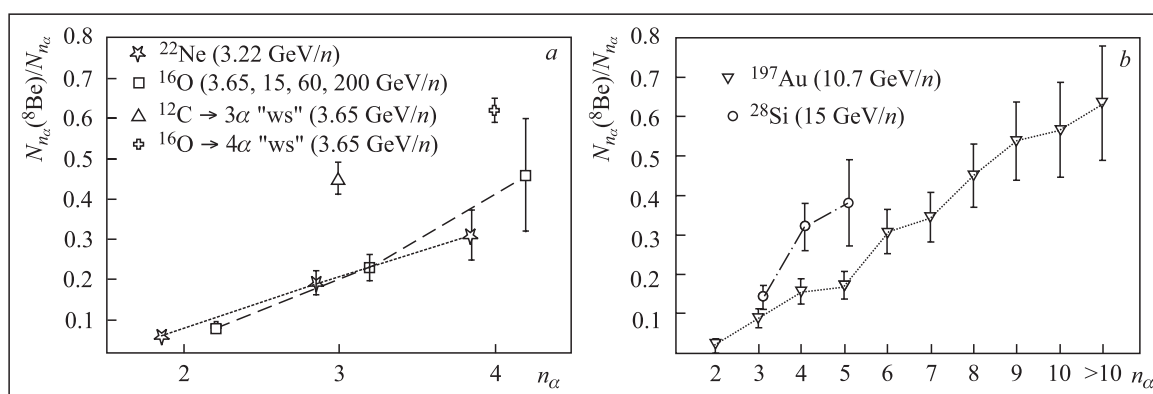 N_{n_α}(⁸Be)/N_{n_α}
0.8
0.7
0.6
0.5
0.4
0.3
0.2
0.1
a
²²Ne (3.22 GeV/n)
¹⁶O (3.65, 15, 60, 200 GeV/n)
¹²C → 3α "ws" (3.65 GeV/n)
¹⁶O → 4α "ws" (3.65 GeV/n)
2 3 4 n_α
N_{n_α}(⁸Be)/N_{n_α}
0.8
0.7
0.6
0.5
0.4
0.3
0.2
0.1
b
¹⁹⁷Au (10.7 GeV/n)
²⁸Si (15 GeV/n)
2 3 4 5 6 7 8 9 10 >10 n_α